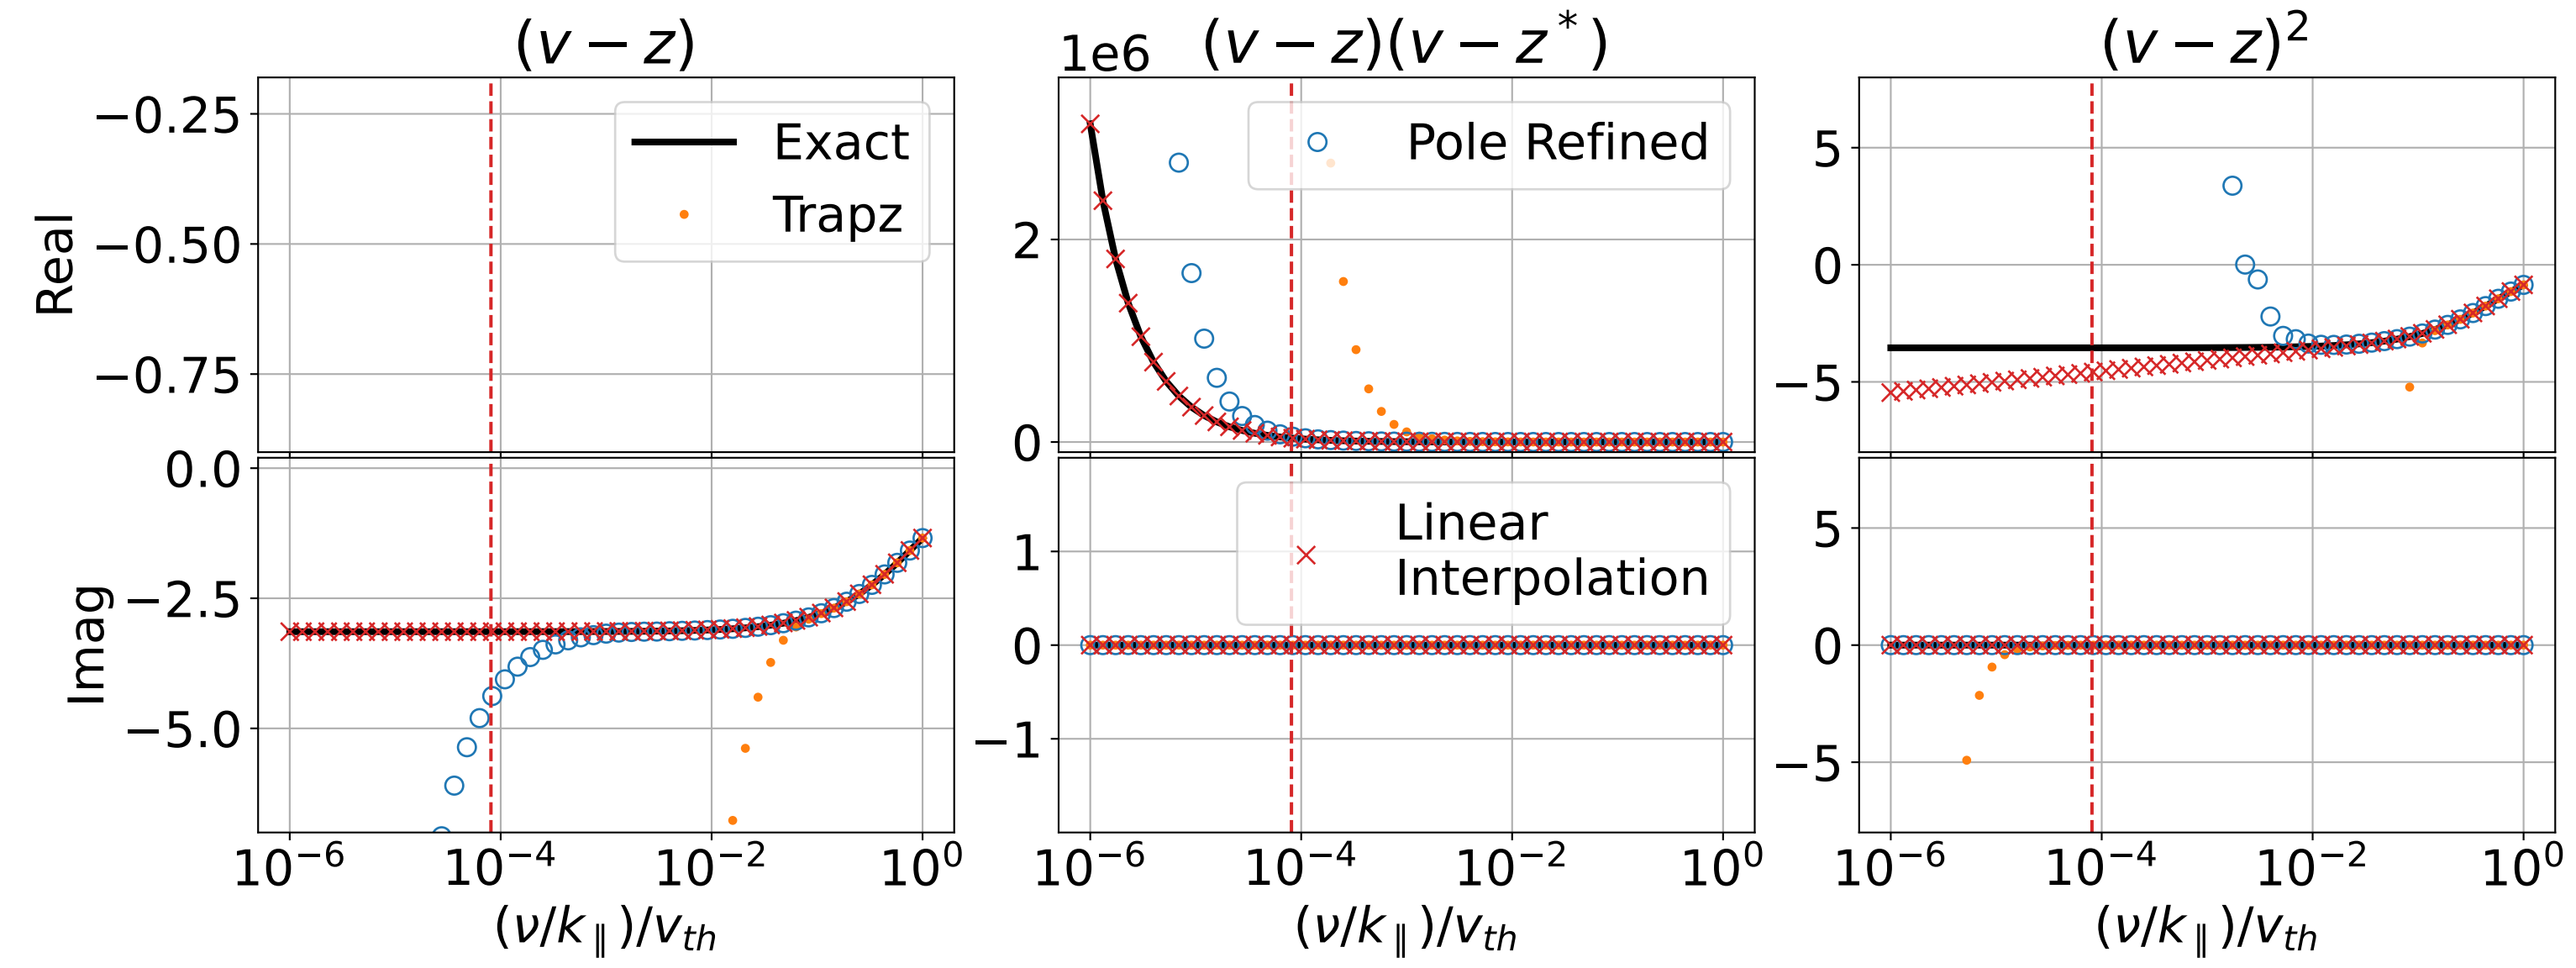 (v − z)
1e6
(v − z)(v − z*)
(v − z)²
Real
−0.25
−0.50
−0.75
Exact
Trapz
2
0
Pole Refined
5
0
−5
Imag
0.0
−2.5
−5.0
1
0
−1
Linear
Interpolation
5
0
−5
10⁻⁶ 10⁻⁴ 10⁻² 10⁰
10⁻⁶ 10⁻⁴ 10⁻² 10⁰
10⁻⁶ 10⁻⁴ 10⁻² 10⁰
(ν/k∥)/vth
(ν/k∥)/vth
(ν/k∥)/vth